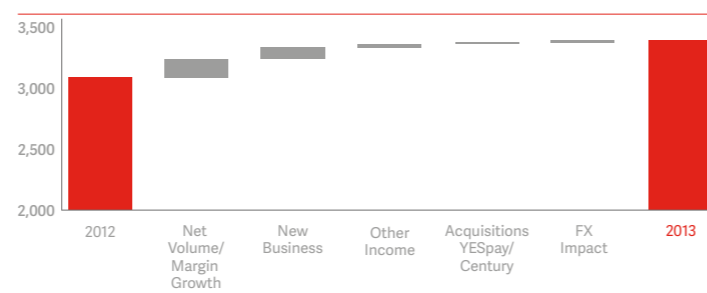 3,500
3,000
2,500
2,000
2012
Net
Volume/
Margin
Growth
New
Business
Other
Income
Acquisitions
YESpay/
Century
FX
Impact
2013